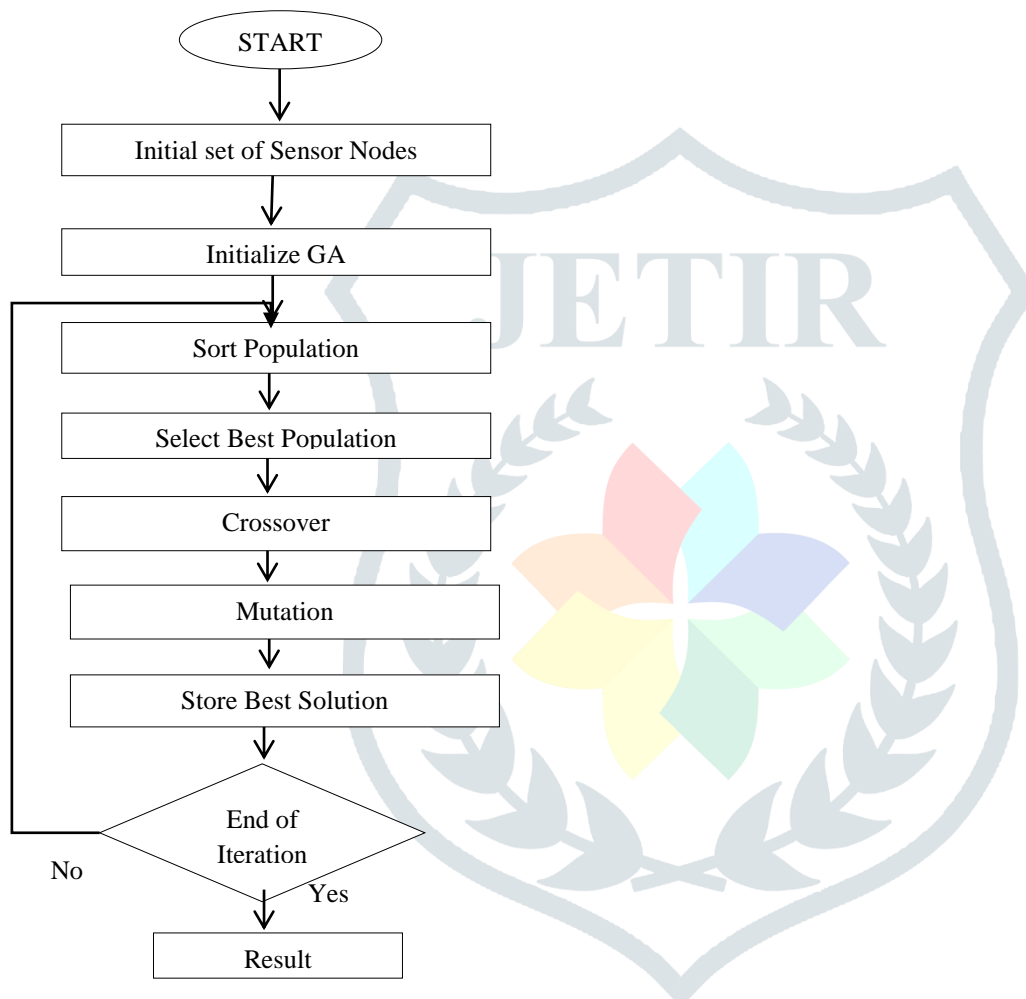 START
Initial set of Sensor Nodes
JETIR
Initialize GA
Sort Population
Select Best Population
Crossover
Mutation
Store Best Solution
End of
Iteration
No
Yes
Result